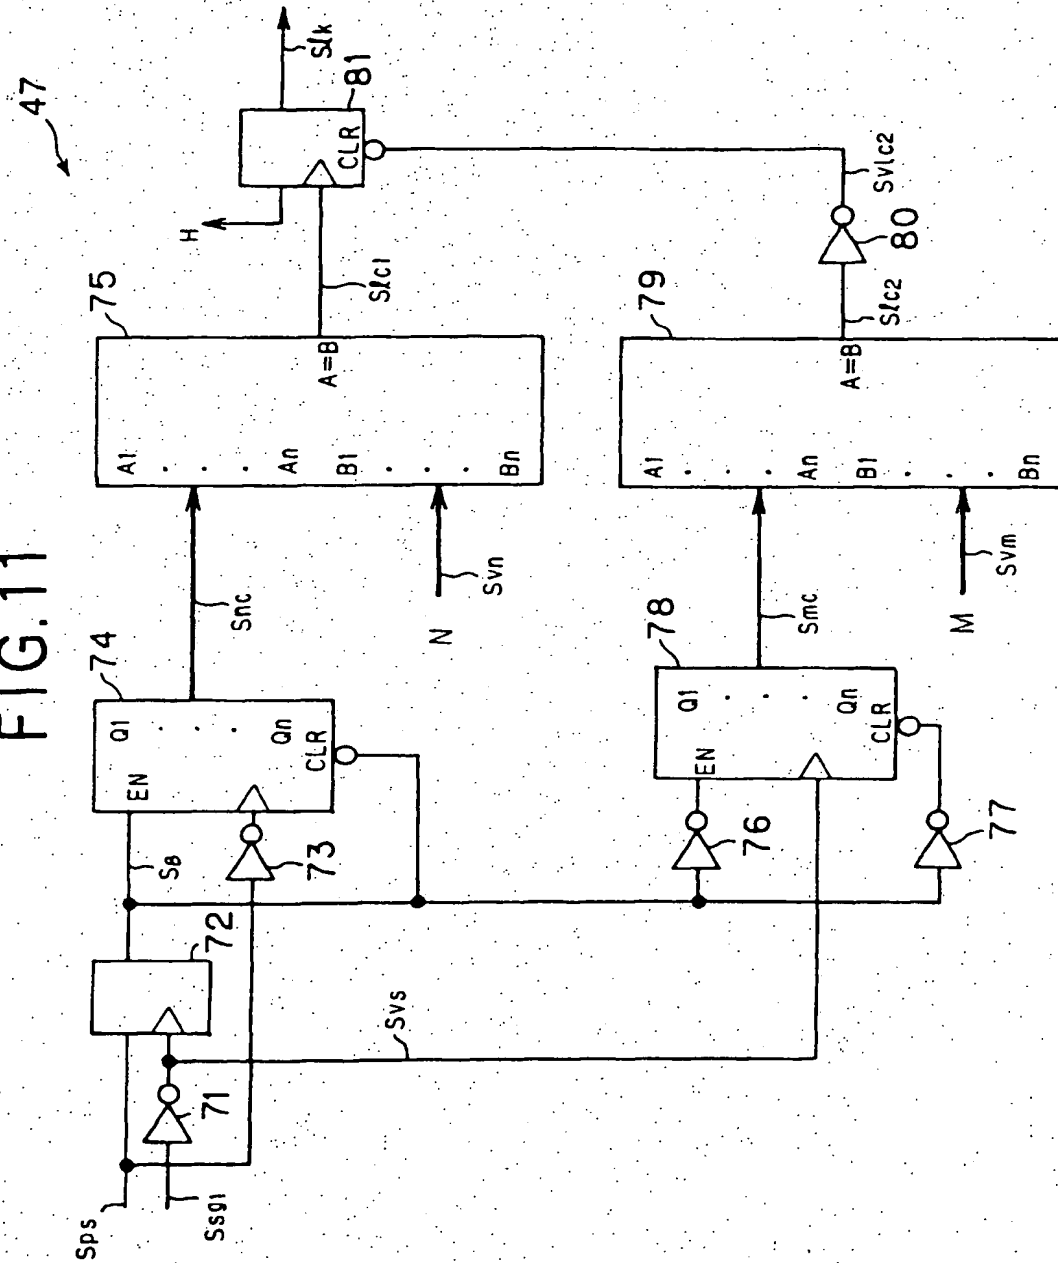 FIG.11
47
Sps
Ssg1
71
72
Svs
S8
73
74
EN
Q1
Qn
CLR
Snc
N
Svn
75
A1
An
B1
Bn
A=B
Slc1
H
CLR
81
Slk
76
77
78
EN
Q1
Qn
CLR
Smc
M
Svm
79
A1
An
B1
Bn
A=B
Slc2
80
Svlc2